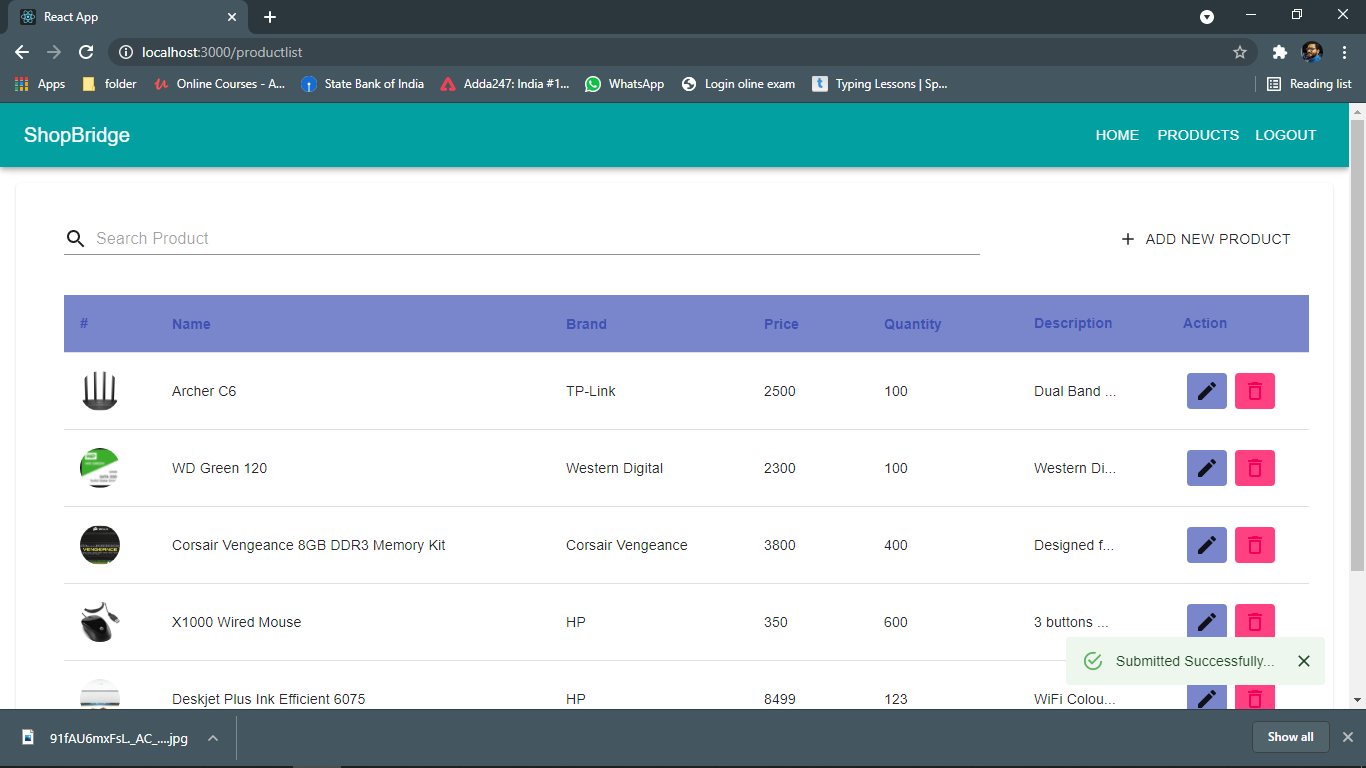 React App
localhost:3000/productlist
Apps folder Online Courses - A... State Bank of India Adda247: India #1... WhatsApp Login oline exam Typing Lessons | Sp... Reading list
ShopBridge HOME PRODUCTS LOGOUT
Search Product + ADD NEW PRODUCT
# Name Brand Price Quantity Description Action
Archer C6 TP-Link 2500 100 Dual Band ...
WD Green 120 Western Digital 2300 100 Western Di...
VENGEANCE
Corsair Vengeance 8GB DDR3 Memory Kit Corsair Vengeance 3800 400 Designed f...
X1000 Wired Mouse HP 350 600 3 buttons ...
Submitted Successfully...
Deskjet Plus Ink Efficient 6075 HP 8499 123 WiFi Colou...
91fAU6mxFsL._AC_....jpg Show all